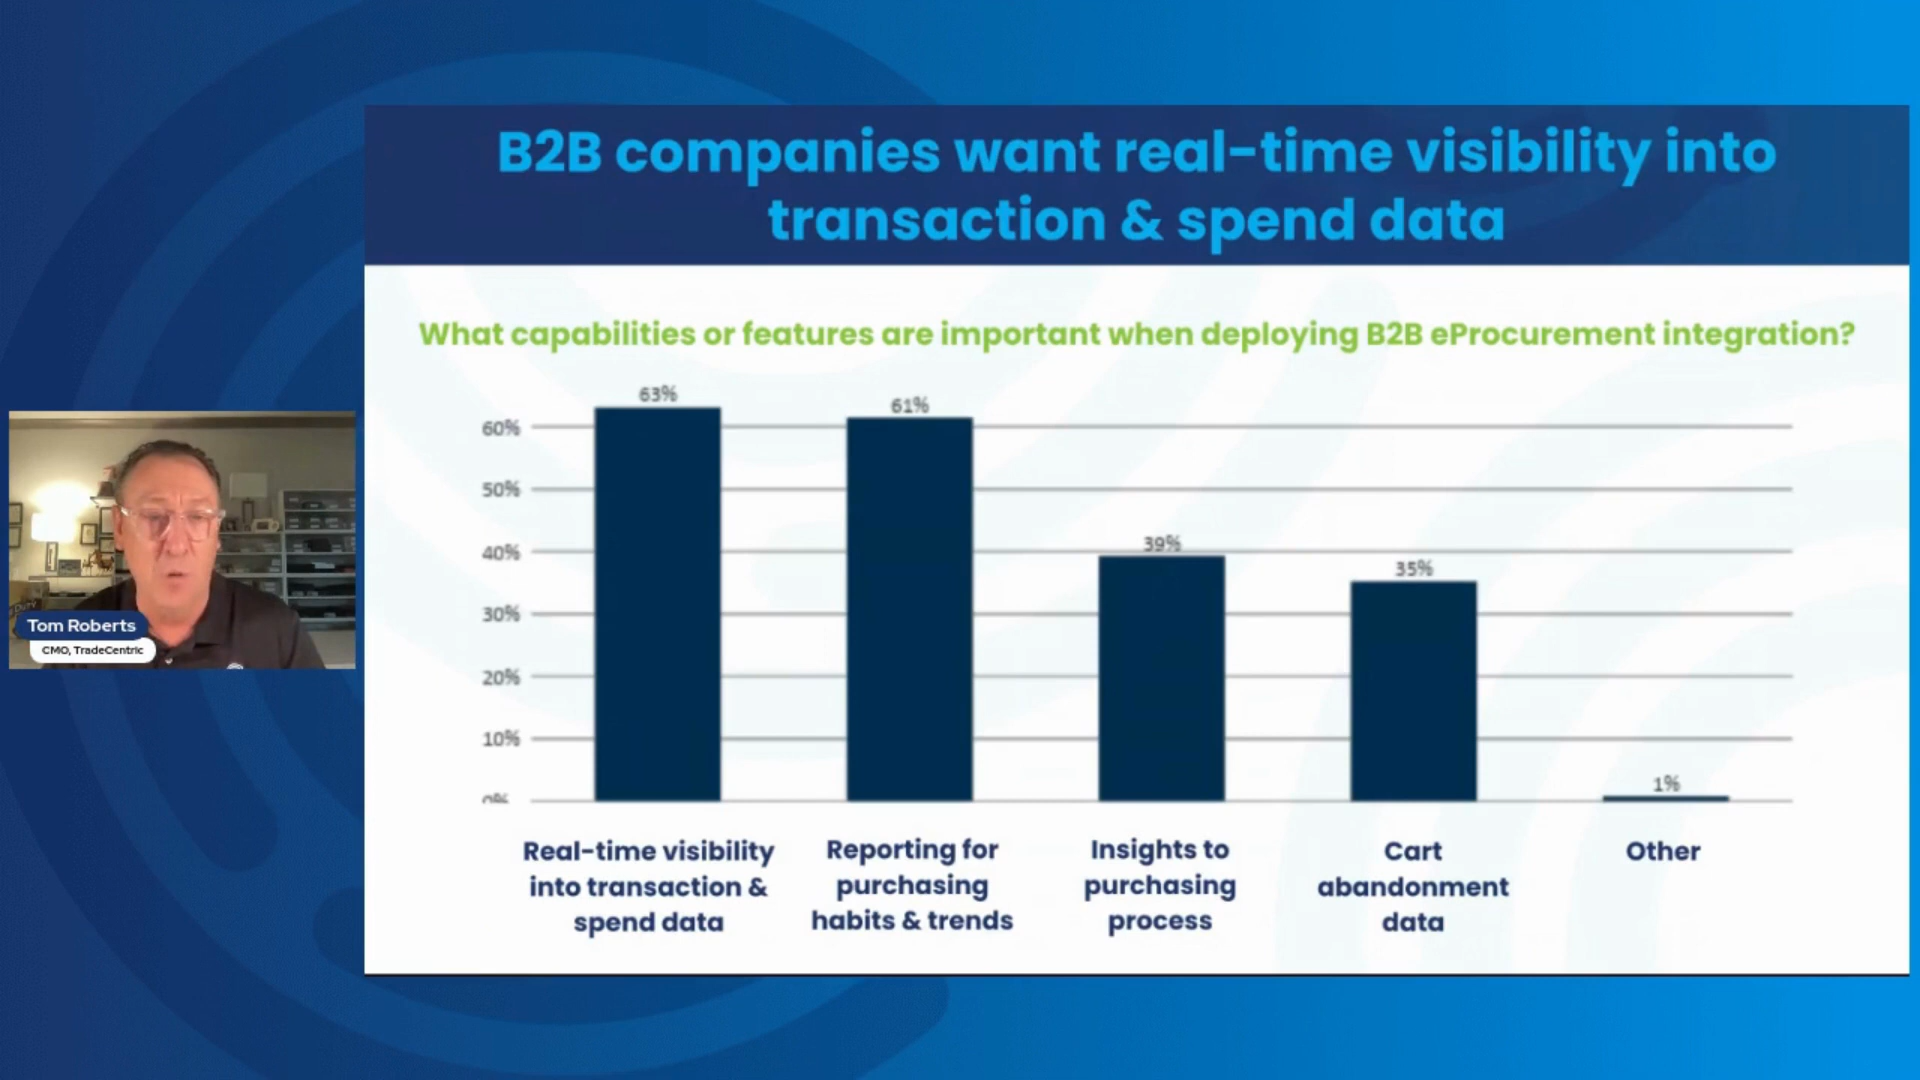 B2B companies want real-time visibility into
transaction & spend data
What capabilities or features are important when deploying B2B eProcurement integration?
63%
61%
60%
50%
39%
40%
35%
30%
20%
10%
1%
0%
Real-time visibility
into transaction &
spend data
Reporting for
purchasing
habits & trends
Insights to
purchasing
process
Cart
abandonment
data
Other
Tom Roberts
CMO, TradeCentric